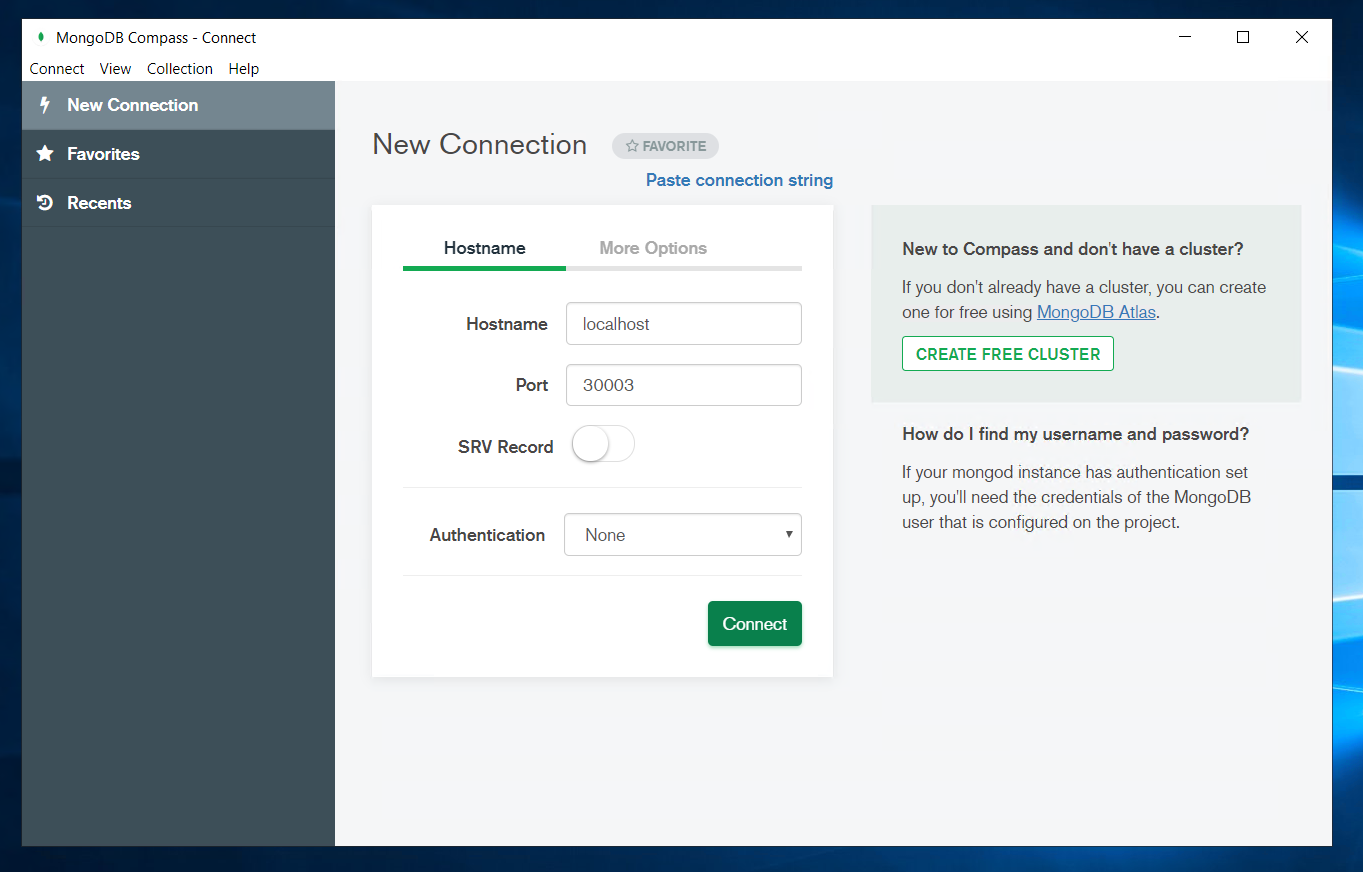 MongoDB Compass - Connect
Connect View Collection Help
New Connection
Favorites
Recents
New Connection
FAVORITE
Paste connection string
Hostname More Options
Hostname localhost
Port 30003
SRV Record
Authentication None
Connect
New to Compass and don't have a cluster?
If you don't already have a cluster, you can create
one for free using MongoDB Atlas.
CREATE FREE CLUSTER
How do I find my username and password?
If your mongod instance has authentication set
up, you'll need the credentials of the MongoDB
user that is configured on the project.